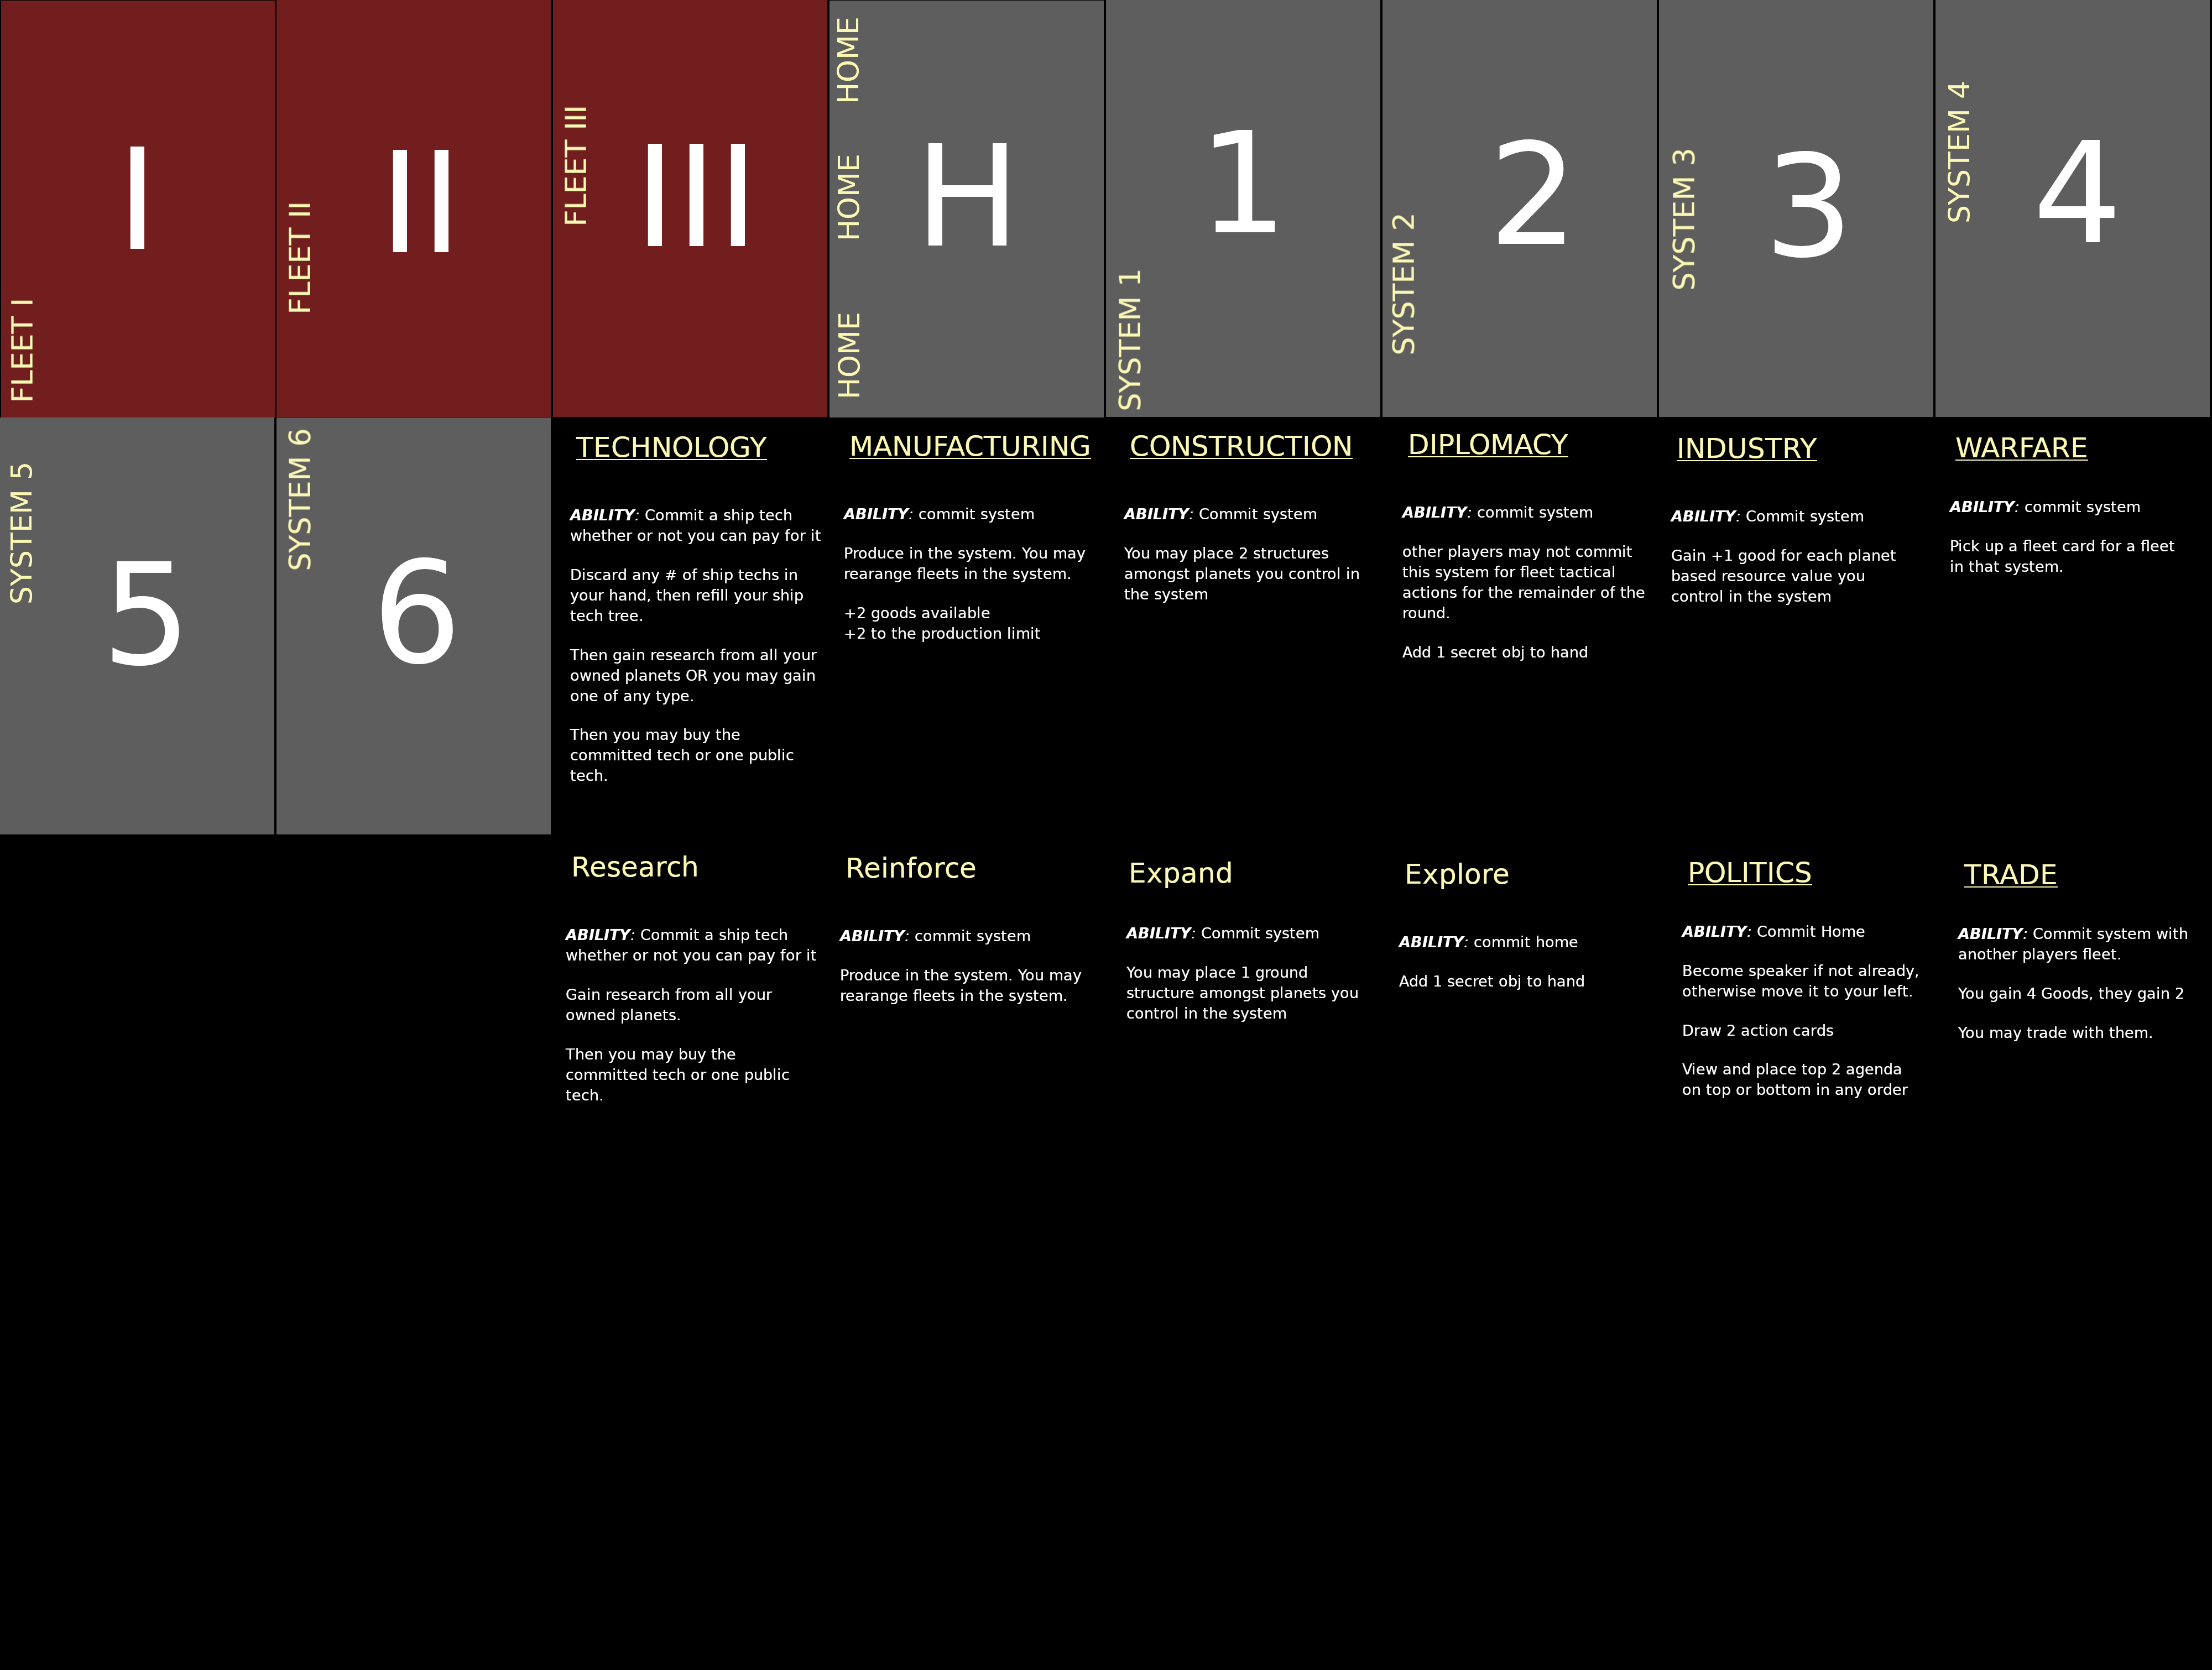 FLEET I
I
FLEET II
II
FLEET III
III
HOME
HOME
HOME
H
SYSTEM 1
1
SYSTEM 2
2
SYSTEM 3
3
SYSTEM 4
4
SYSTEM 5
5
SYSTEM 6
6
TECHNOLOGY
ABILITY: Commit a ship tech
whether or not you can pay for it
Discard any # of ship techs in
your hand, then refill your ship
tech tree.
Then gain research from all your
owned planets OR you may gain
one of any type.
Then you may buy the
committed tech or one public
tech.
MANUFACTURING
ABILITY: commit system
Produce in the system. You may
rearrange fleets in the system.
+2 goods available
+2 to the production limit
CONSTRUCTION
ABILITY: Commit system
You may place 2 structures
amongst planets you control in
the system
DIPLOMACY
ABILITY: commit system
other players may not commit
this system for fleet tactical
actions for the remainder of the
round.
Add 1 secret obj to hand
INDUSTRY
ABILITY: Commit system
Gain +1 good for each planet
based resource value you
control in the system
WARFARE
ABILITY: commit system
Pick up a fleet card for a fleet
in that system.
Research
ABILITY: Commit a ship tech
whether or not you can pay for it
Gain research from all your
owned planets.
Then you may buy the
committed tech or one public
tech.
Reinforce
ABILITY: commit system
Produce in the system. You may
rearrange fleets in the system.
Expand
ABILITY: Commit system
You may place 1 ground
structure amongst planets you
control in the system
Explore
ABILITY: commit home
Add 1 secret obj to hand
POLITICS
ABILITY: Commit Home
Become speaker if not already,
otherwise move it to your left.
Draw 2 action cards
View and place top 2 agenda
on top or bottom in any order
TRADE
ABILITY: Commit system with
another players fleet.
You gain 4 Goods, they gain 2
You may trade with them.